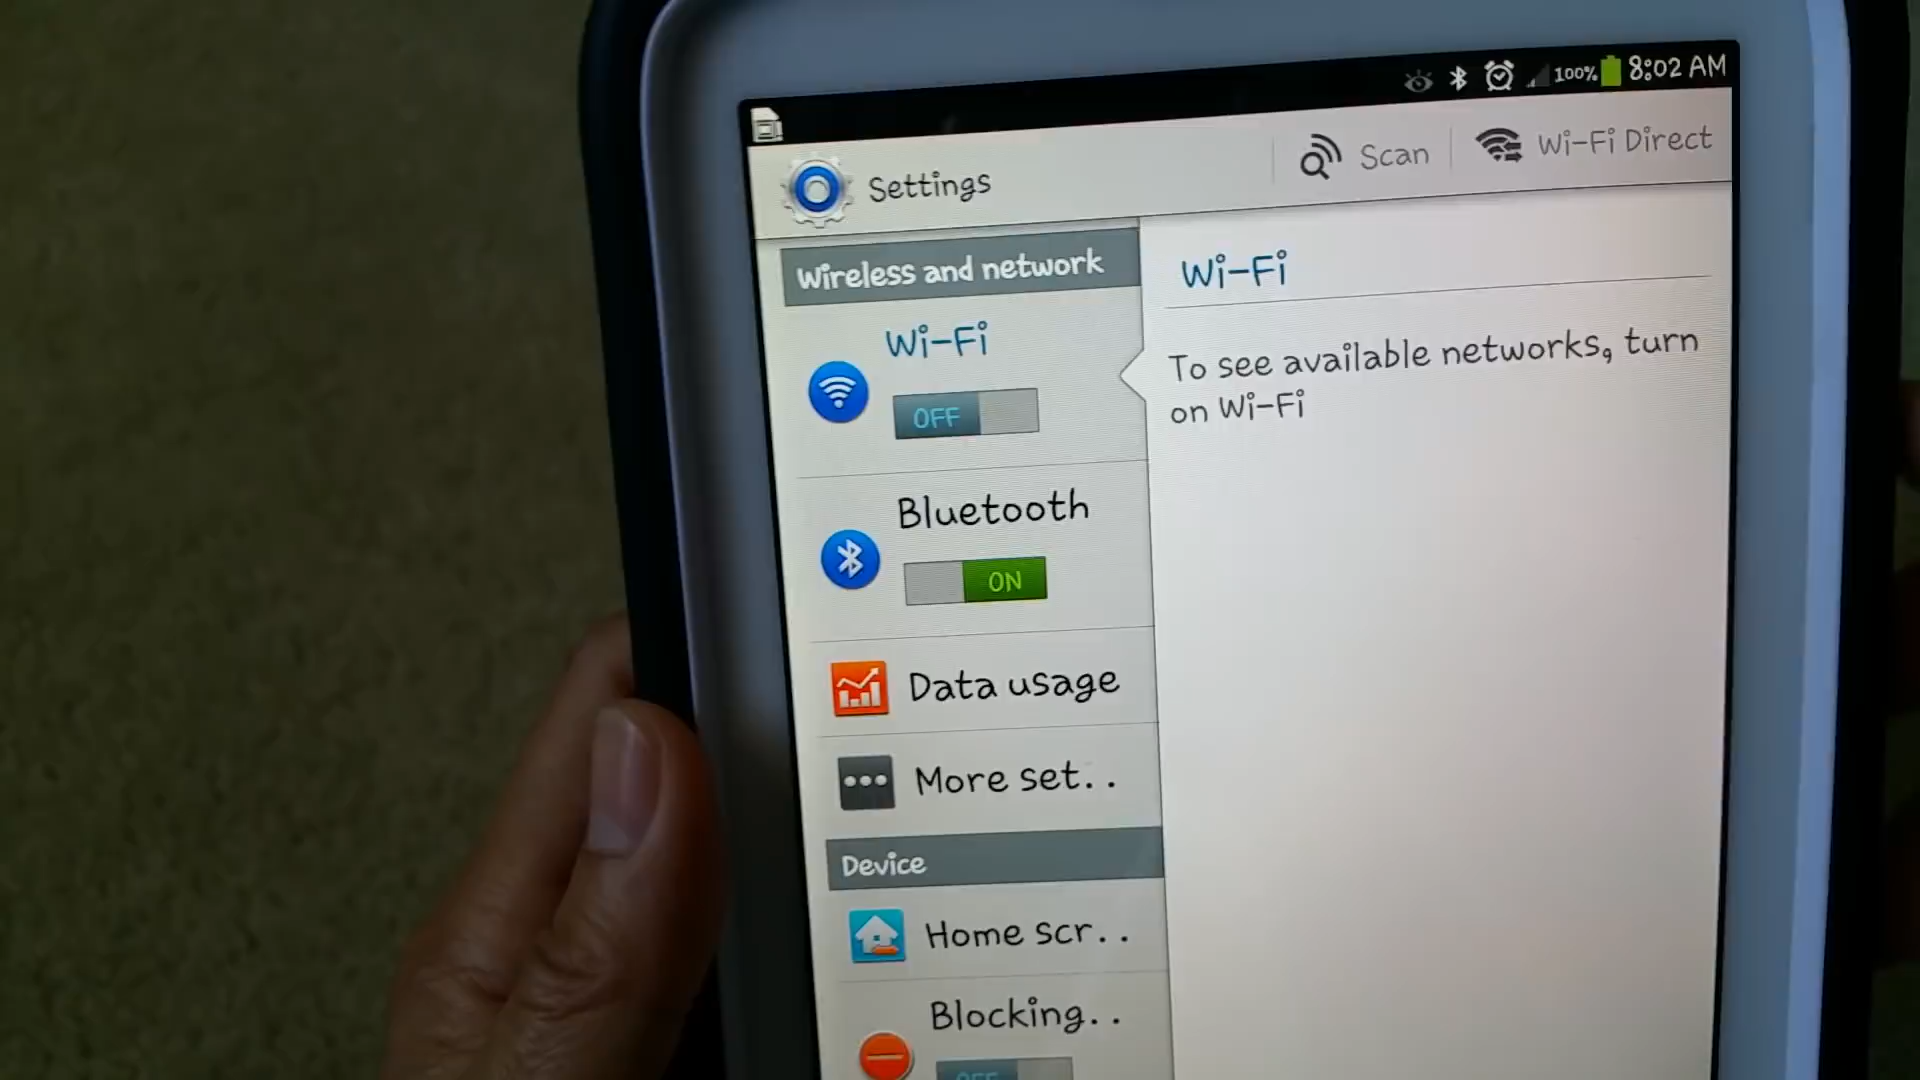 100% 8:02 AM
Settings
Scan
Wi-Fi Direct
Wireless and network
Wi-Fi
OFF
Bluetooth
ON
Data usage
More set..
Device
Home scr..
Blocking..
OFF
Wi-Fi
To see available networks, turn
on Wi-Fi